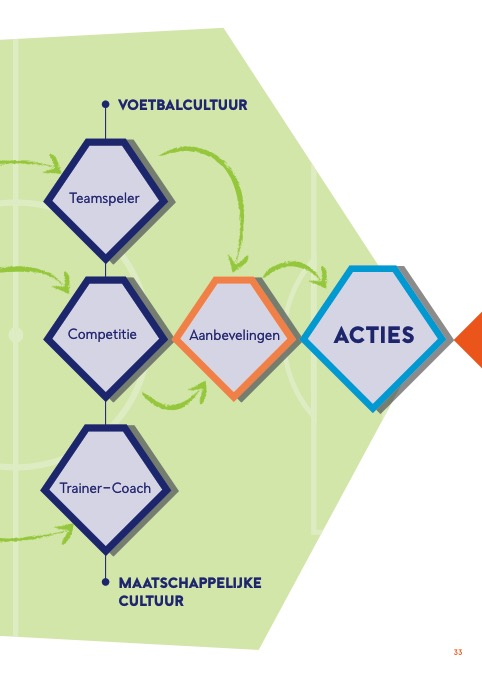 VOETBALCULTUUR
Teamspeler
Competitie
Aanbevelingen
ACTIES
Trainer-Coach
MAATSCHAPPELIJKE
CULTUUR
33